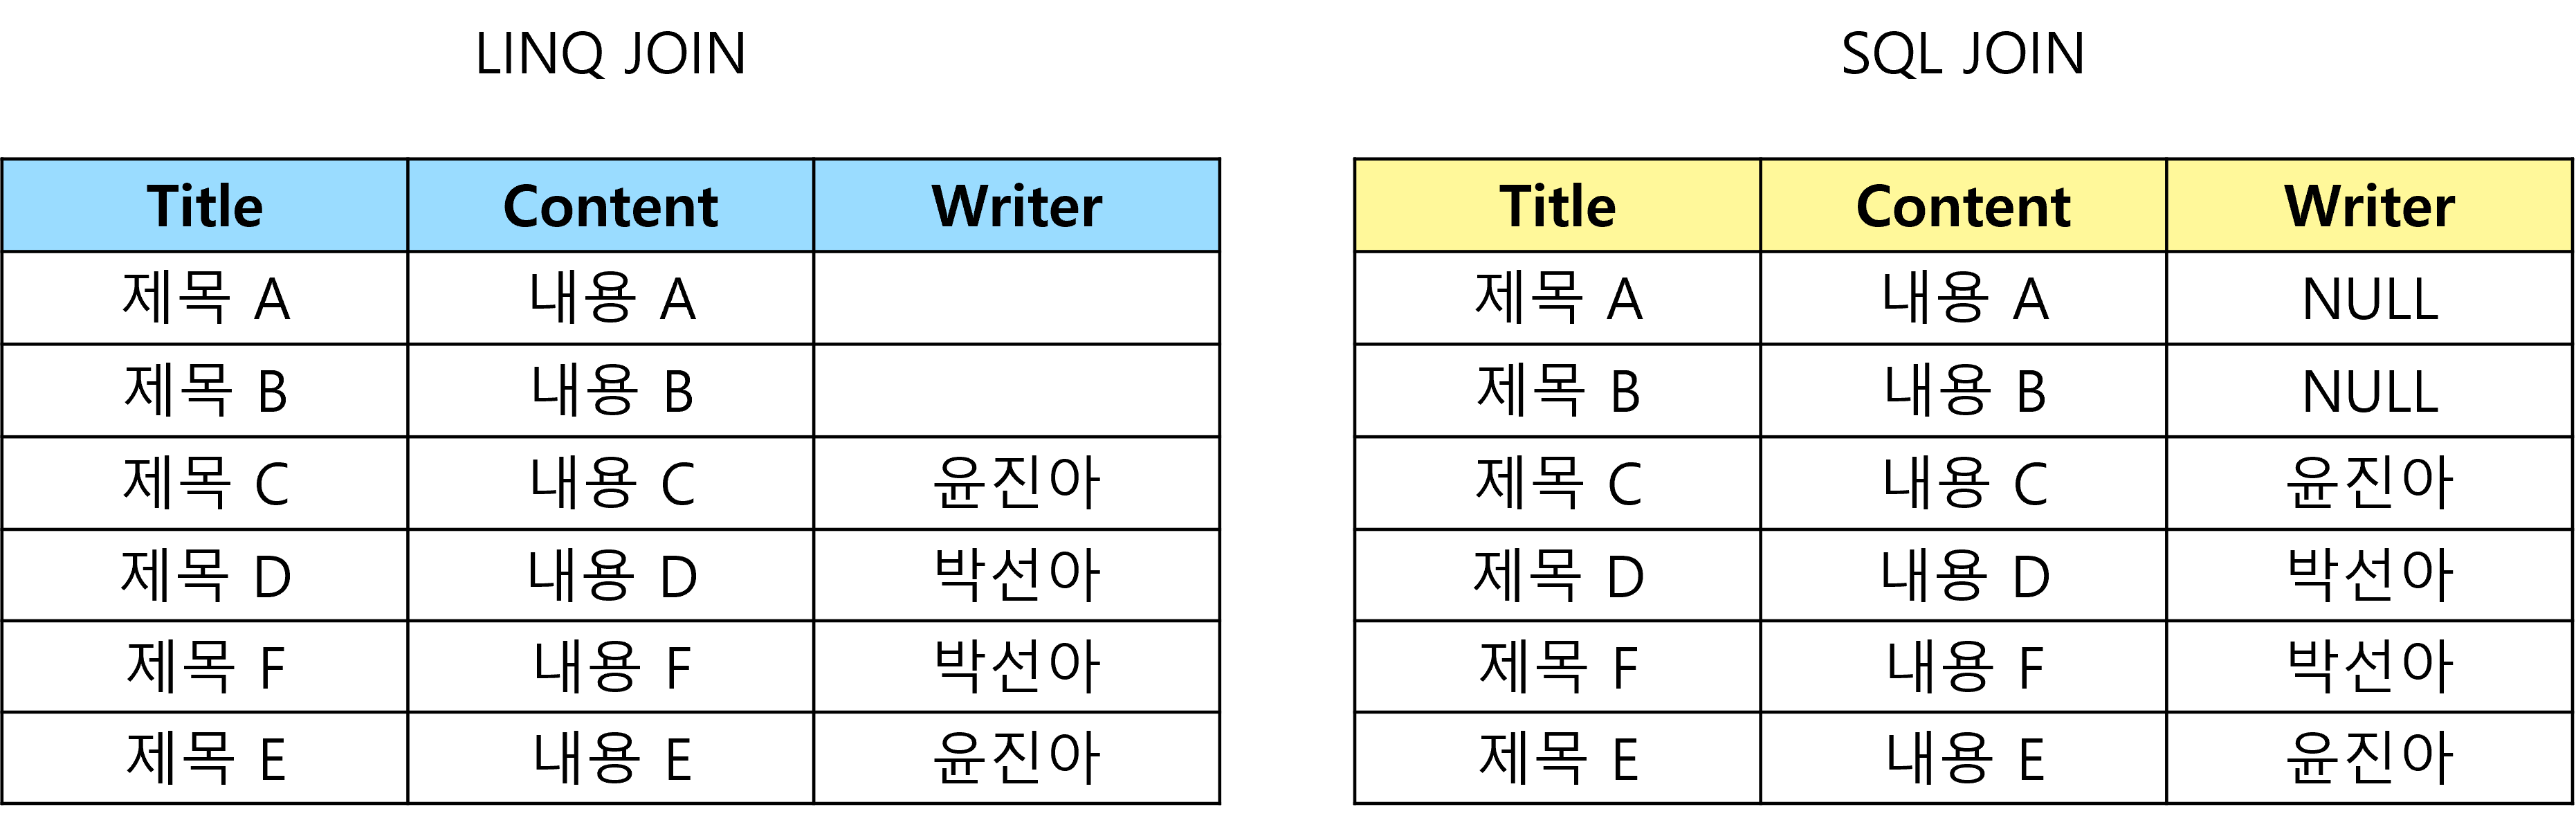 LINQ JOIN
Title Content Writer
제목 A 내용 A
제목 B 내용 B
제목 C 내용 C 윤진아
제목 D 내용 D 박선아
제목 F 내용 F 박선아
제목 E 내용 E 윤진아
SQL JOIN
Title Content Writer
제목 A 내용 A NULL
제목 B 내용 B NULL
제목 C 내용 C 윤진아
제목 D 내용 D 박선아
제목 F 내용 F 박선아
제목 E 내용 E 윤진아